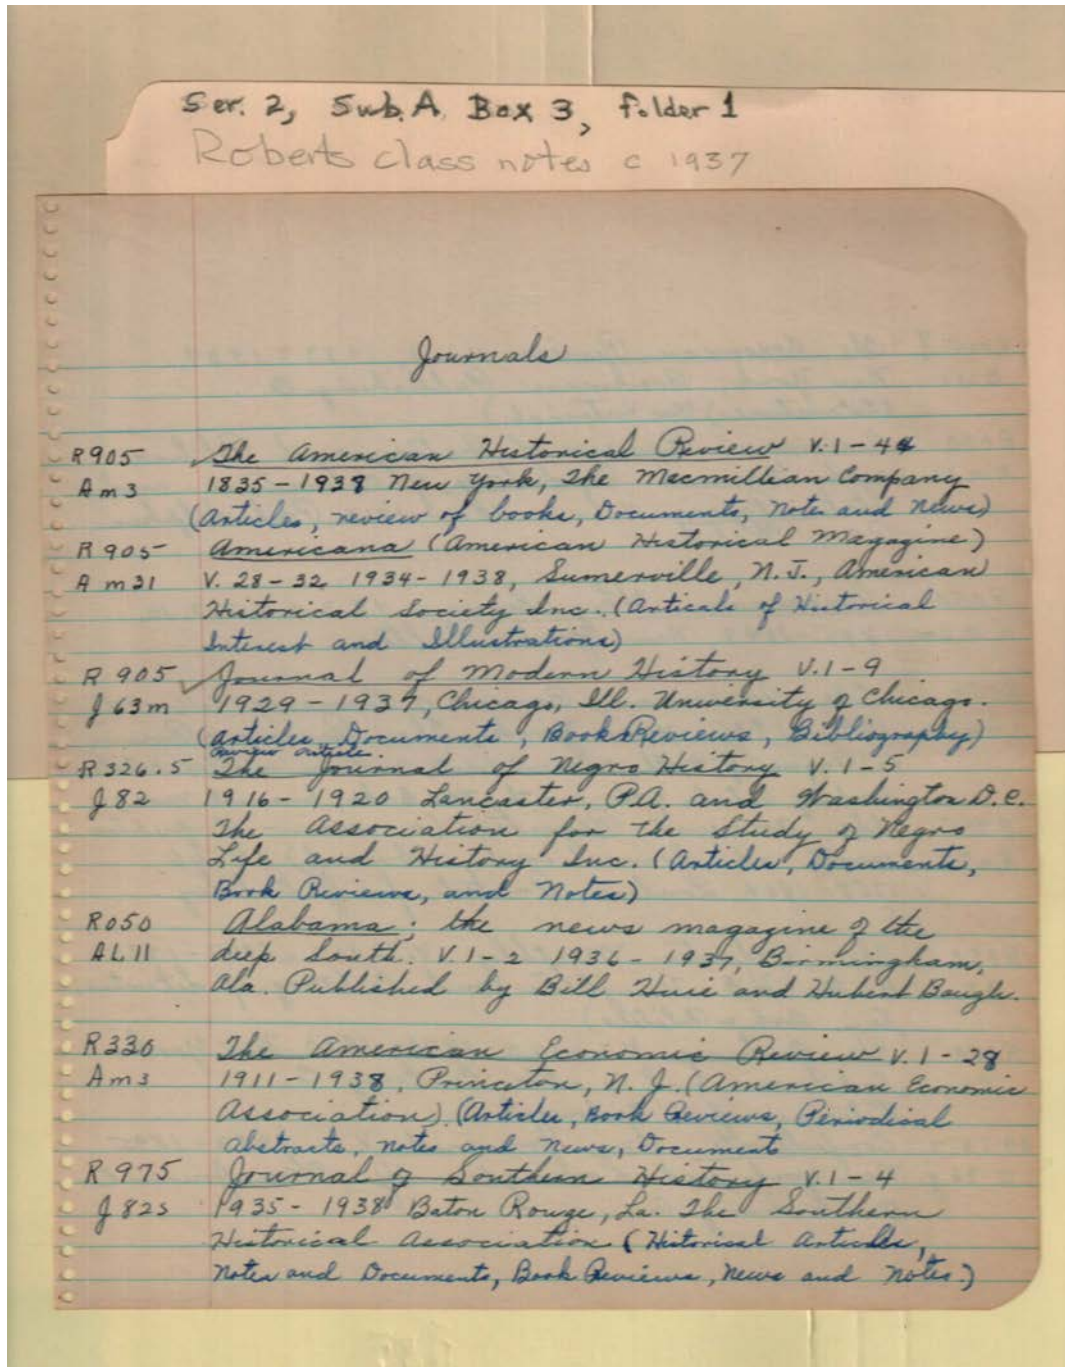 Ser. 2, Sub. A Box 3, folder 1
Roberts class notes c 1937
Journals
R905 The American Historical Review V. 1-44
Am3 1835-1938 New York, The Macmillian Company
(Articles, review of books, Documents, Notes and News)
R905 Americana (American Historical Magazine)
Am31 V. 28-32 1934-1938, Sumerville, N.J., American
Historical Society Inc. (Articals of Historical
Interest and Illustrations)
R905 Journal of Modern History V. 1-9
J63m 1929-1937, Chicago, Ill. University of Chicago.
(Articles, Documents, Book Reviews, Bibliography)
Review article
R326.5 The Journal of Negro History V. 1-5
J82 1916-1920 Lancaster, P.A. and Washington D.C.
The Association for the Study of Negro
Life and History Inc. (Articles, Documents,
Book Reviews, and Notes)
R050 Alabama; the news magazine of the
AL11 deep South. V. 1-2 1936-1937, Birmingham,
Ala. Published by Bill Huie and Hubert Baugh.
R330 The American Economic Review V. 1-28
Am3 1911-1938, Princeton, N.J. (American Economic
Association). (Articles, Book Reviews, Periodical
abstracts, notes and news, Document
R975 Journal of Southern History V. 1-4
J82s 1935-1938 Baton Rouge, La. The Southern
Historical Association (Historical Articles,
Notes and Documents, Book Reviews, News and Notes.)